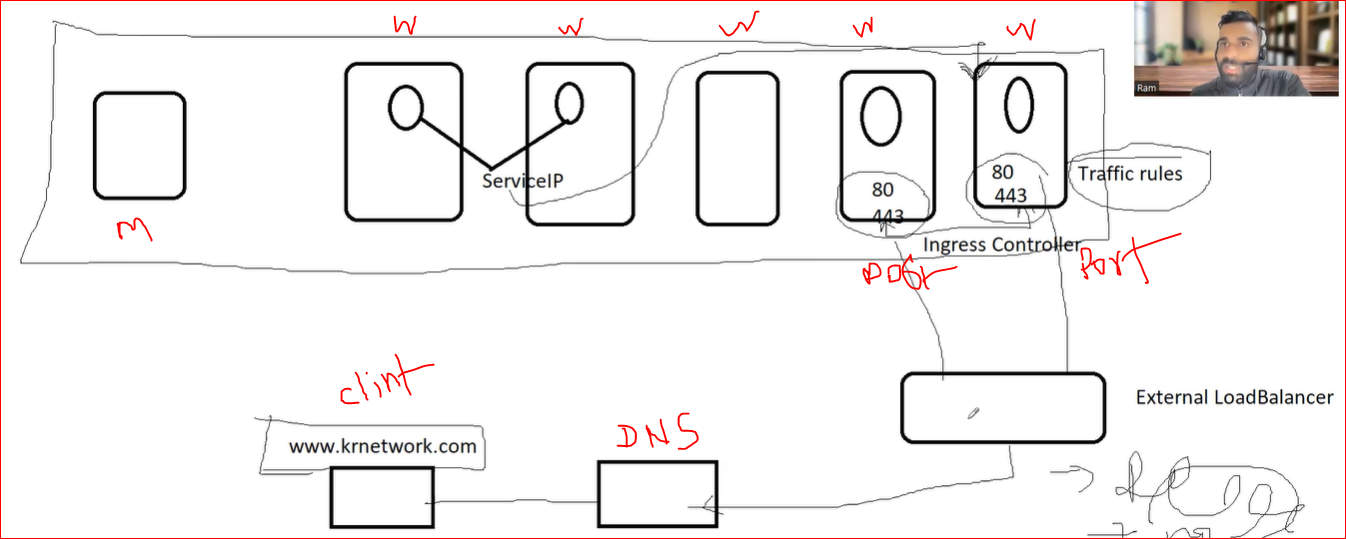 W W W W W
Ram
80
443
80
443
Traffic rules
ServiceIP
M
Ingress Controller
Port
clint
External LoadBalancer
www.krnetwork.com
DNS